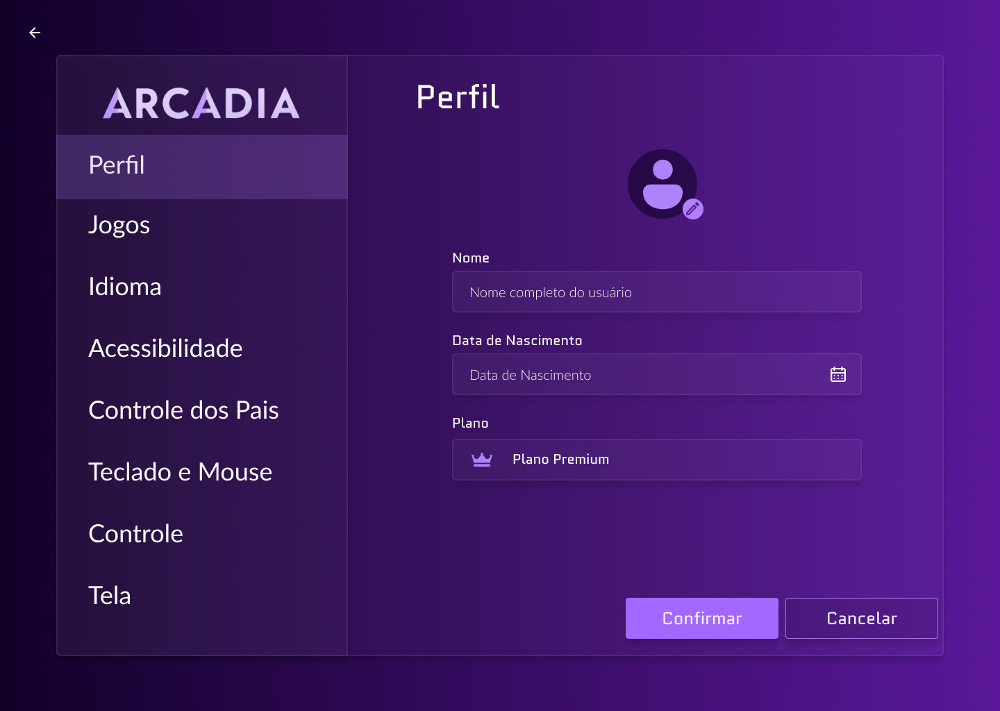 ARCADIA
Perfil
Jogos
Idioma
Acessibilidade
Controle dos Pais
Teclado e Mouse
Controle
Tela
Perfil
Nome
Nome completo do usuário
Data de Nascimento
Data de Nascimento
Plano
Plano Premium
Confirmar
Cancelar